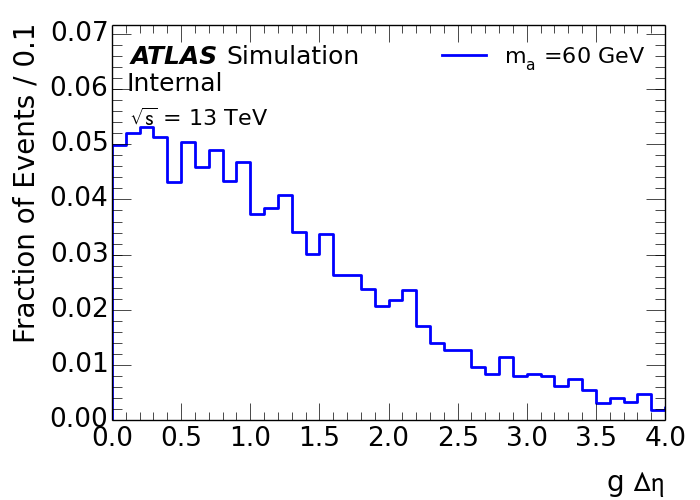 0.07
ATLAS Simulation
Internal
√s = 13 TeV
mₐ =60 GeV
Fraction of Events / 0.1
0.06
0.05
0.04
0.03
0.02
0.01
0.00
0.0 0.5 1.0 1.5 2.0 2.5 3.0 3.5 4.0
g Δη